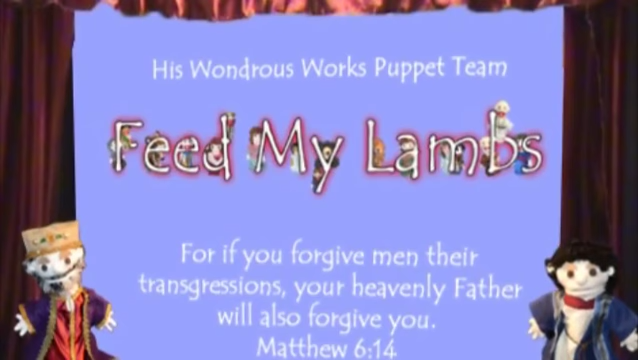 His Wondrous Works Puppet Team
Feed My Lambs
For if you forgive men their
transgressions, your heavenly Father
will also forgive you.
Matthew 6:14